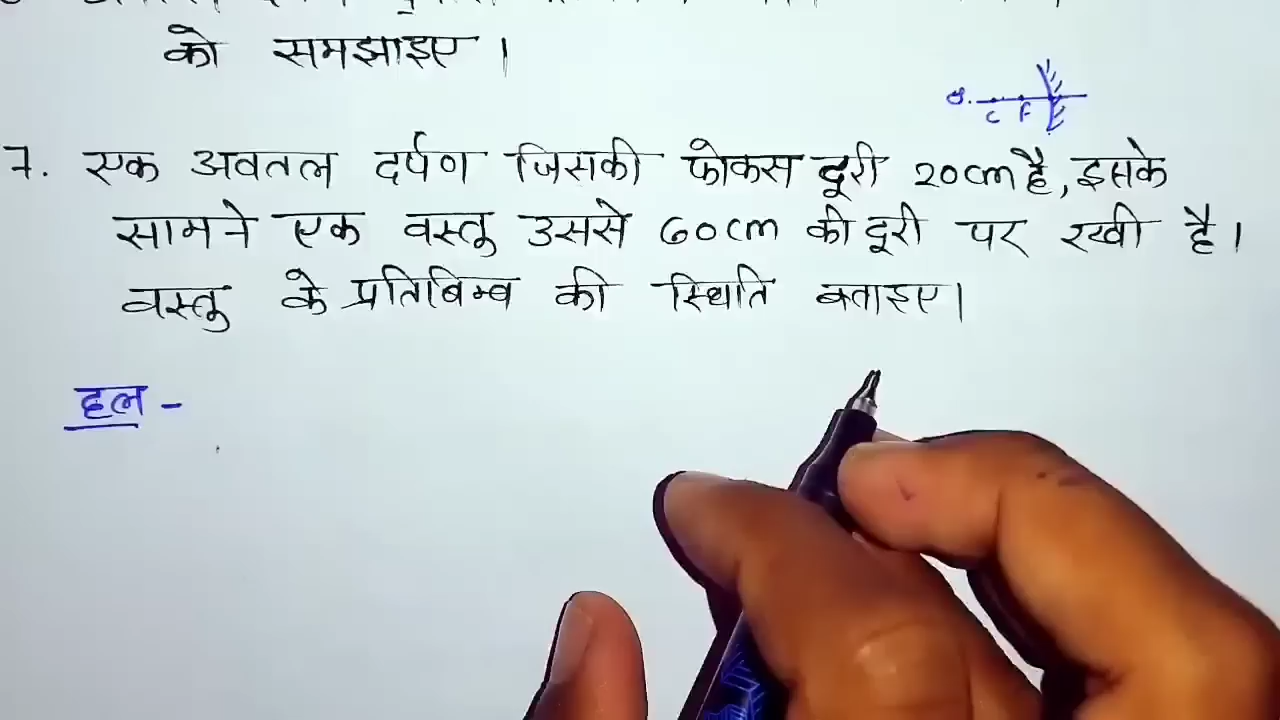 को समझाइए।
O. C F
7. एक अवतल दर्पण जिसकी फोकस दूरी 20cm है, इसके
सामने एक वस्तु उससे 60cm की दूरी पर रखी है।
वस्तु के प्रतिबिम्ब की स्थिति बताइए।
हल -